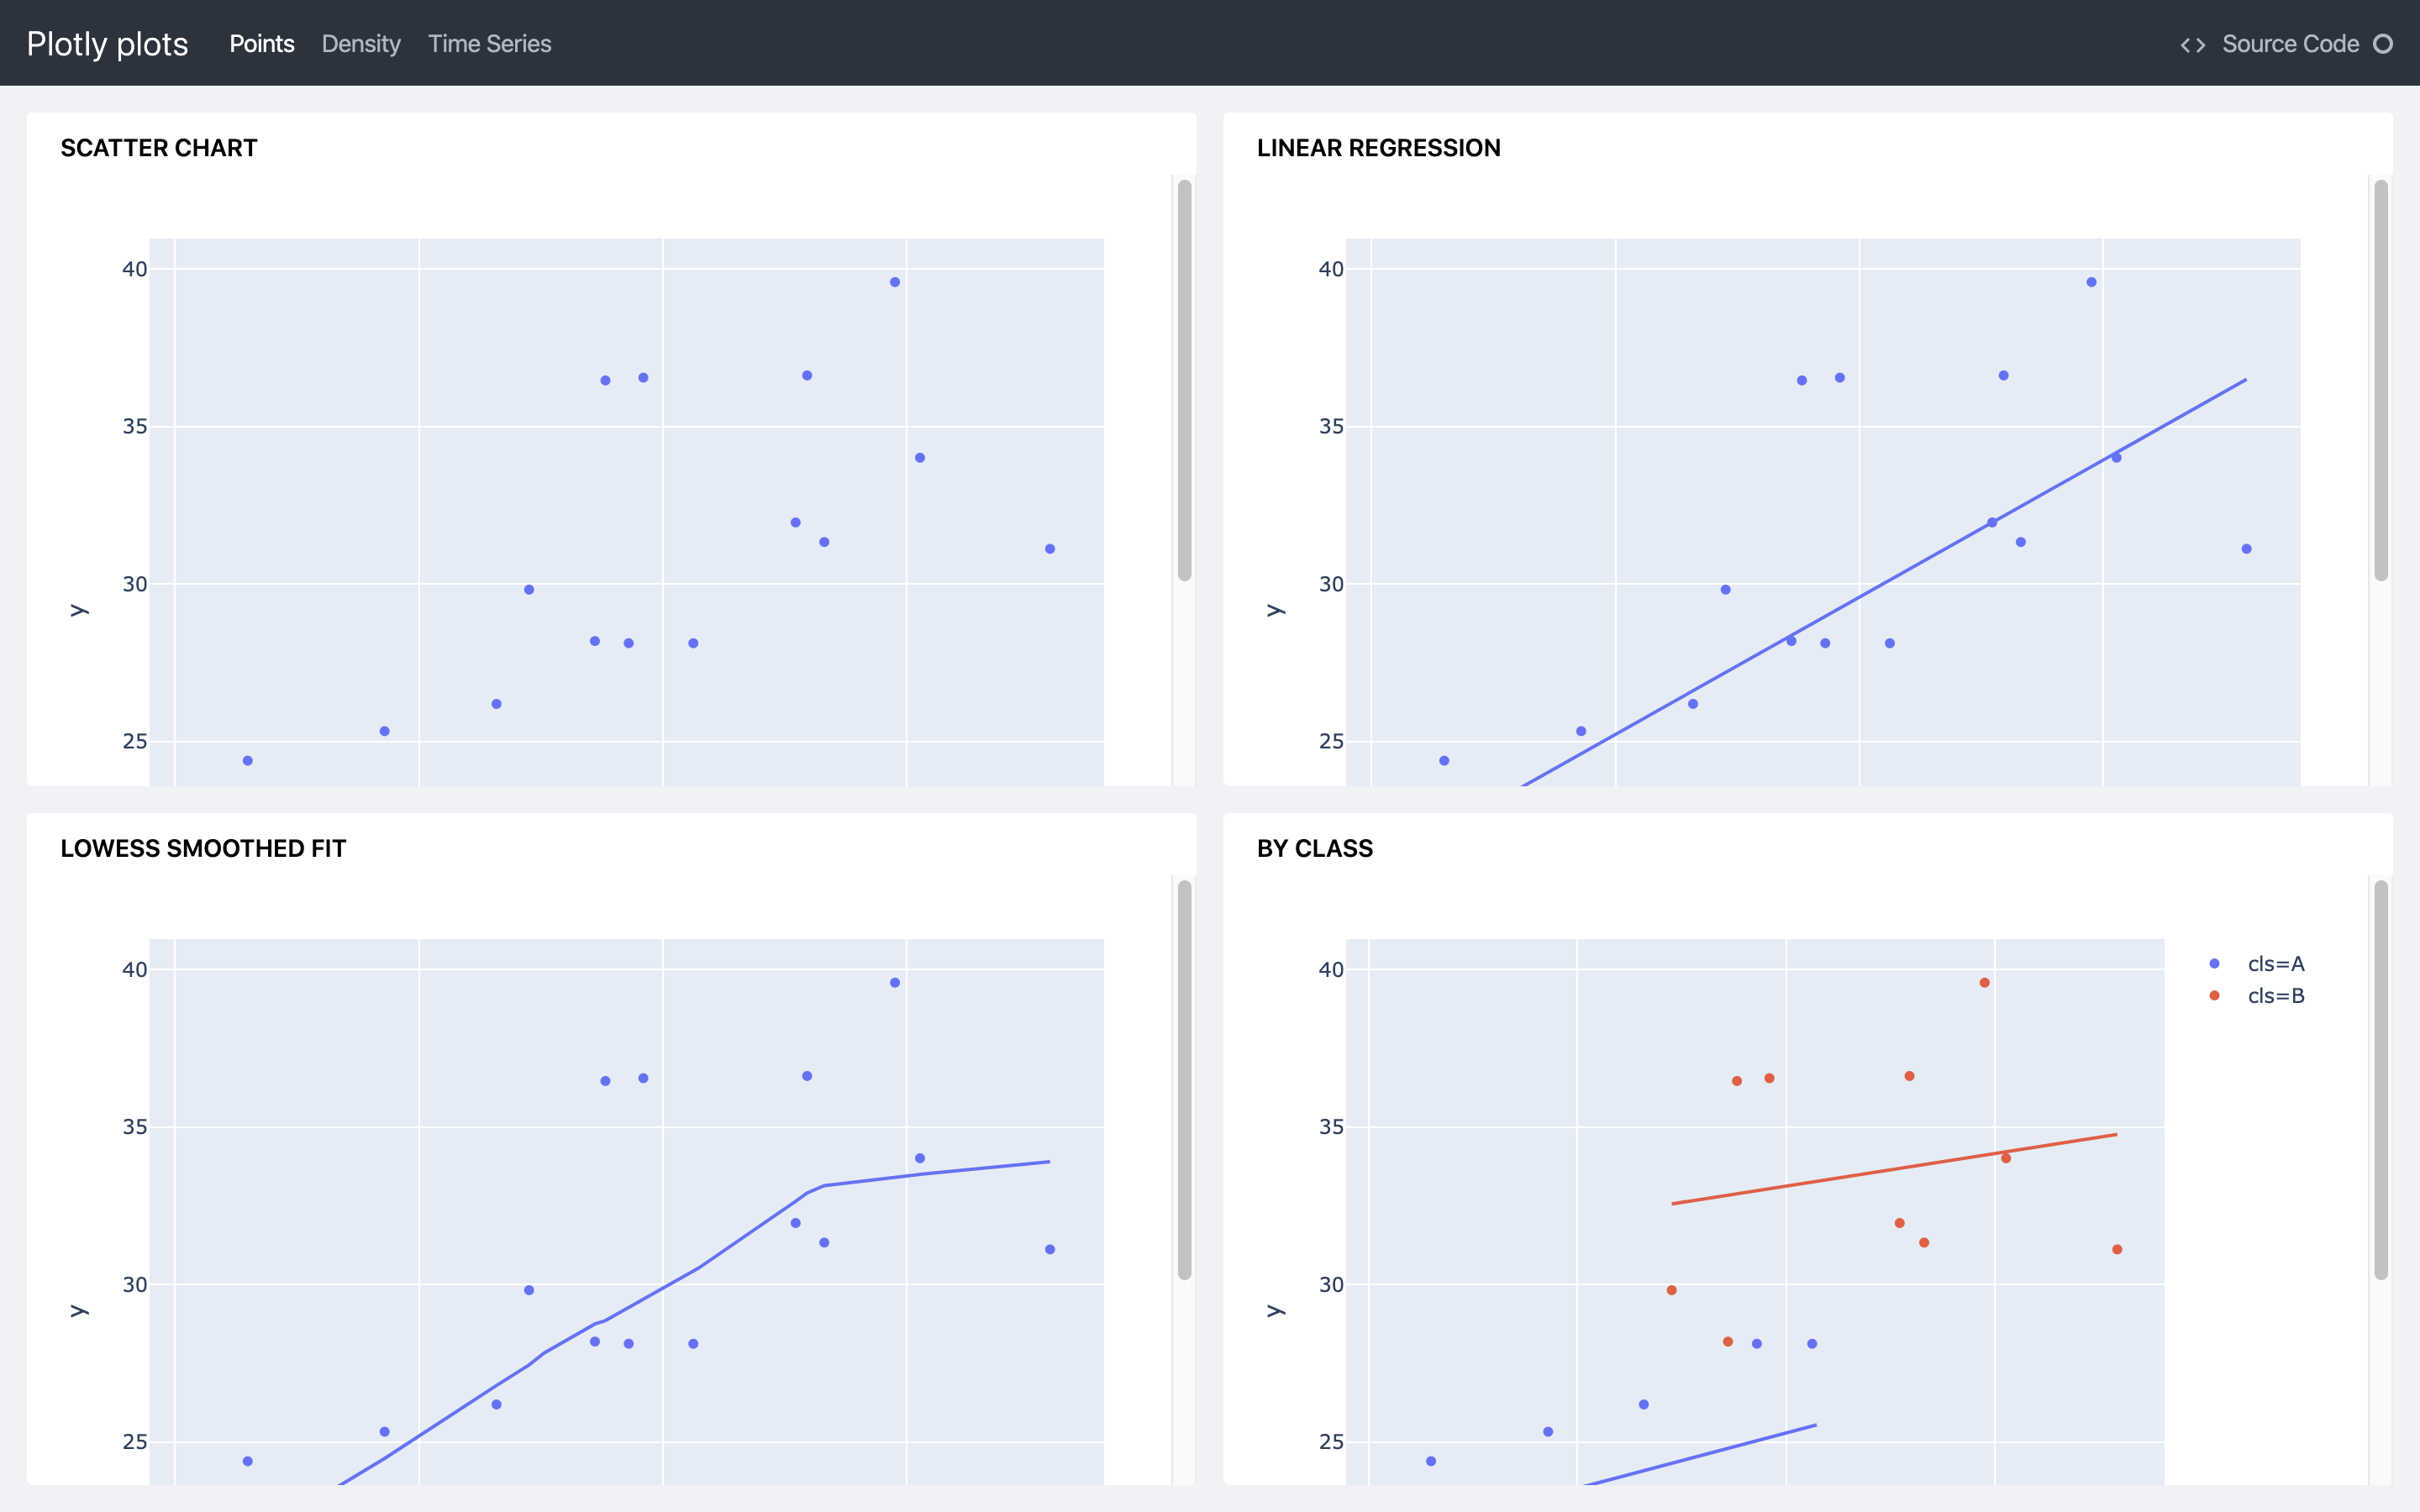 Plotly plots Points Density Time Series Source Code
SCATTER CHART
40
35
30
25
y
LINEAR REGRESSION
40
35
30
25
y
LOWESS SMOOTHED FIT
40
35
30
25
y
BY CLASS
40
35
30
25
y
cls=A
cls=B